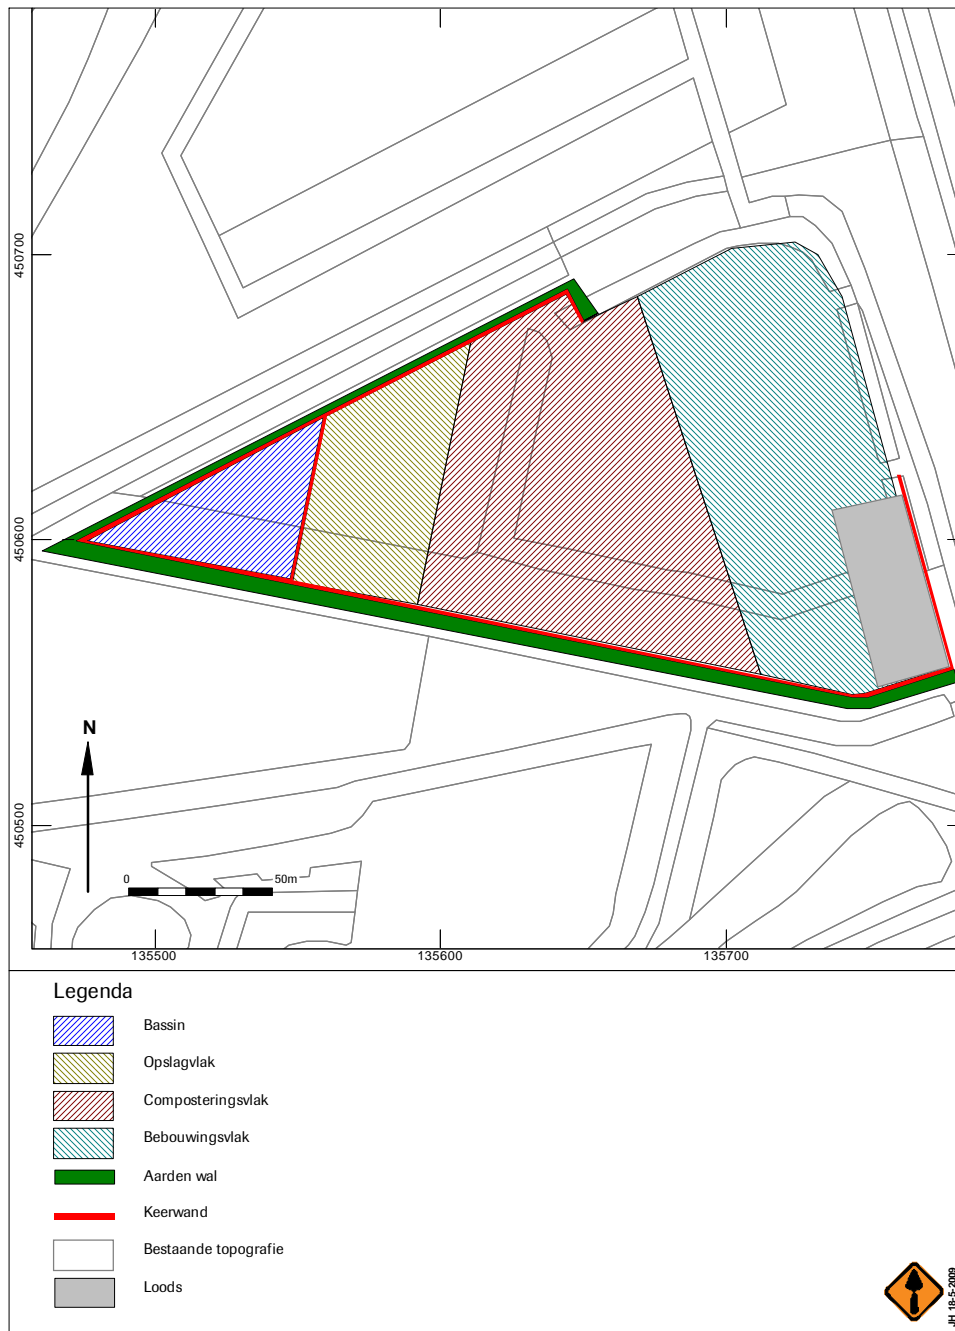 450700
450600
450500
N
0 50m
135500 135600 135700
Legenda
Bassin
Opslagvlak
Composteringsvlak
Bebouwingsvlak
Aarden wal
Keerwand
Bestaande topografie
Loods
JH 18-5-2009